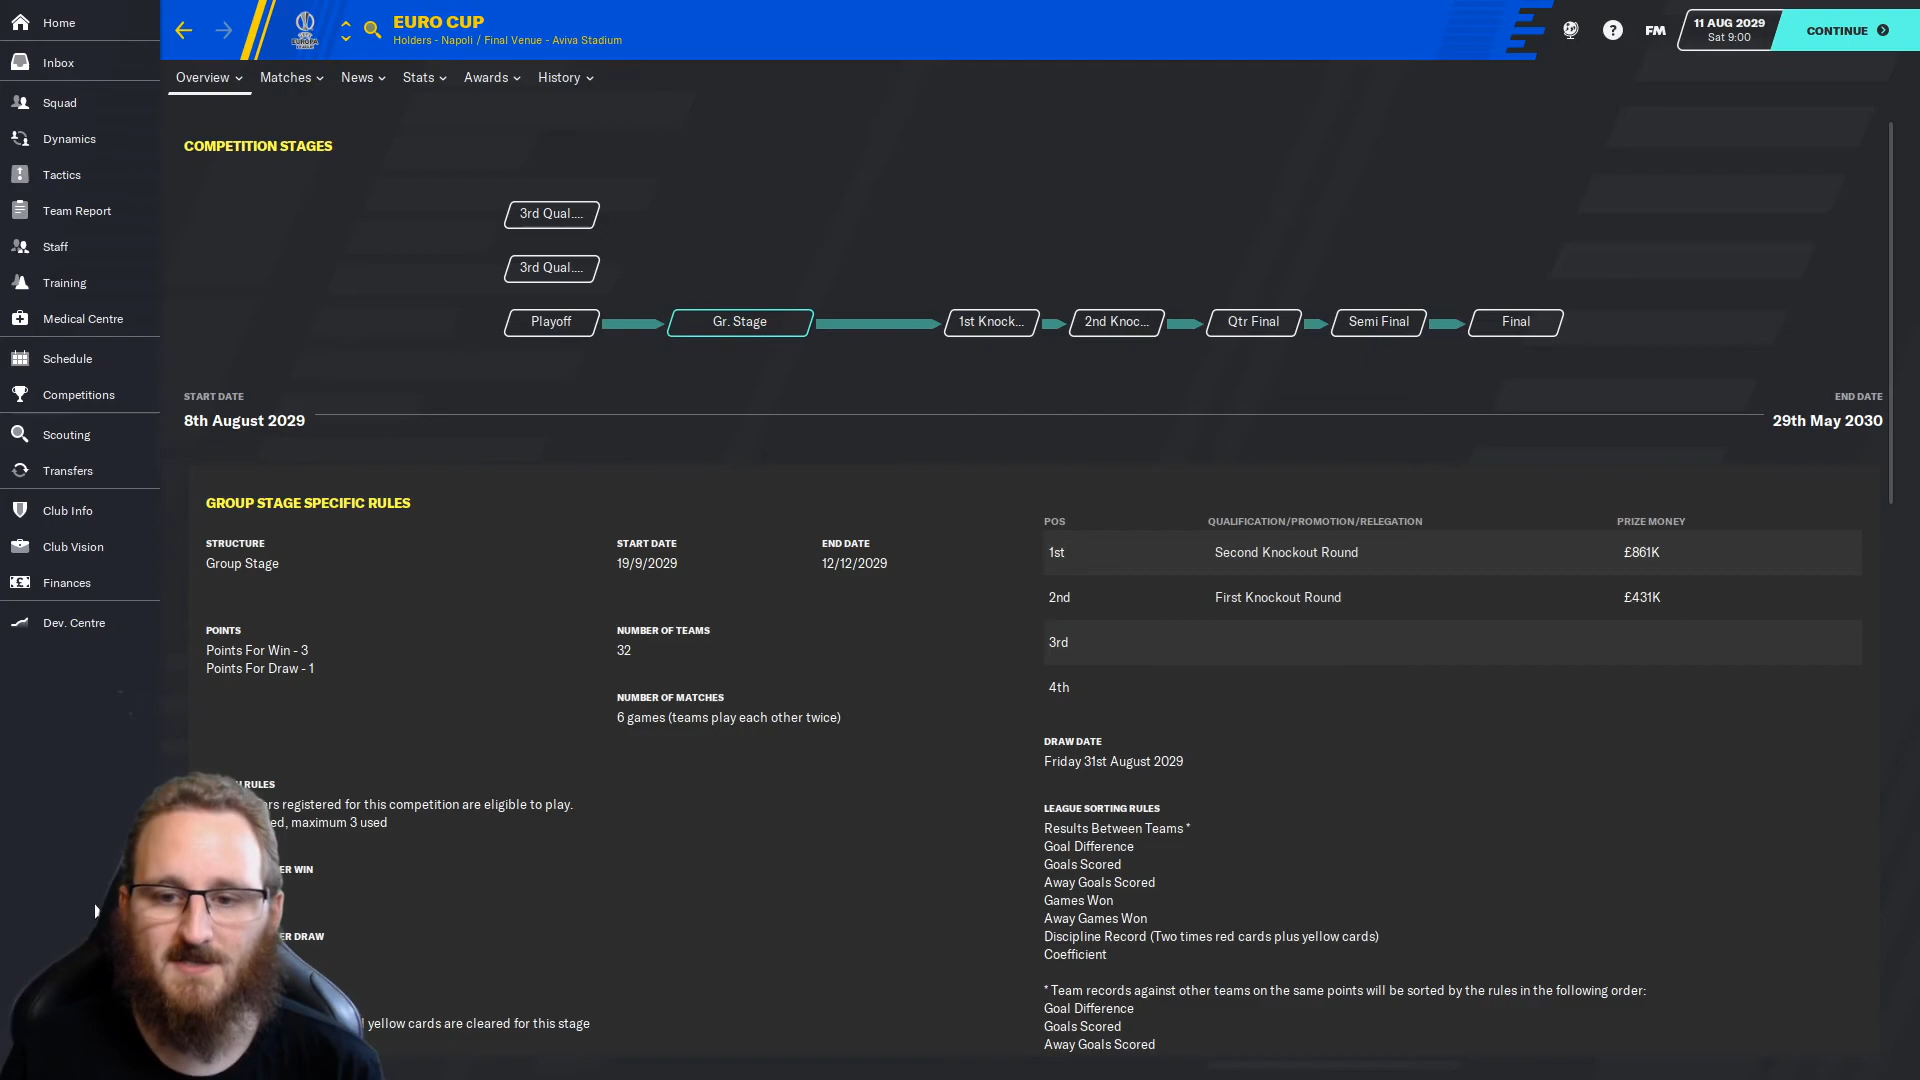 Home
Inbox
Squad
Dynamics
Tactics
Team Report
Staff
Training
Medical Centre
Schedule
Competitions
Scouting
Transfers
Club Info
Club Vision
Finances
Dev. Centre
EUROPA
EURO CUP
Holders - Napoli / Final Venue - Aviva Stadium
?
FM
11 AUG 2029
Sat 9:00
CONTINUE
Overview
Matches
News
Stats
Awards
History
COMPETITION STAGES
3rd Qual....
3rd Qual....
Playoff
Gr. Stage
1st Knock...
2nd Knoc...
Qtr Final
Semi Final
Final
START DATE
8th August 2029
END DATE
29th May 2030
GROUP STAGE SPECIFIC RULES
STRUCTURE
Group Stage
START DATE
19/9/2029
END DATE
12/12/2029
POINTS
Points For Win - 3
Points For Draw - 1
NUMBER OF TEAMS
32
NUMBER OF MATCHES
6 games (teams play each other twice)
RULES
registered for this competition are eligible to play.
maximum 3 used
WIN
DRAW
yellow cards are cleared for this stage
POS QUALIFICATION/PROMOTION/RELEGATION PRIZE MONEY
1st Second Knockout Round £861K
2nd First Knockout Round £431K
3rd
4th
DRAW DATE
Friday 31st August 2029
LEAGUE SORTING RULES
Results Between Teams *
Goal Difference
Goals Scored
Away Goals Scored
Games Won
Away Games Won
Discipline Record (Two times red cards plus yellow cards)
Coefficient
* Team records against other teams on the same points will be sorted by the rules in the following order:
Goal Difference
Goals Scored
Away Goals Scored